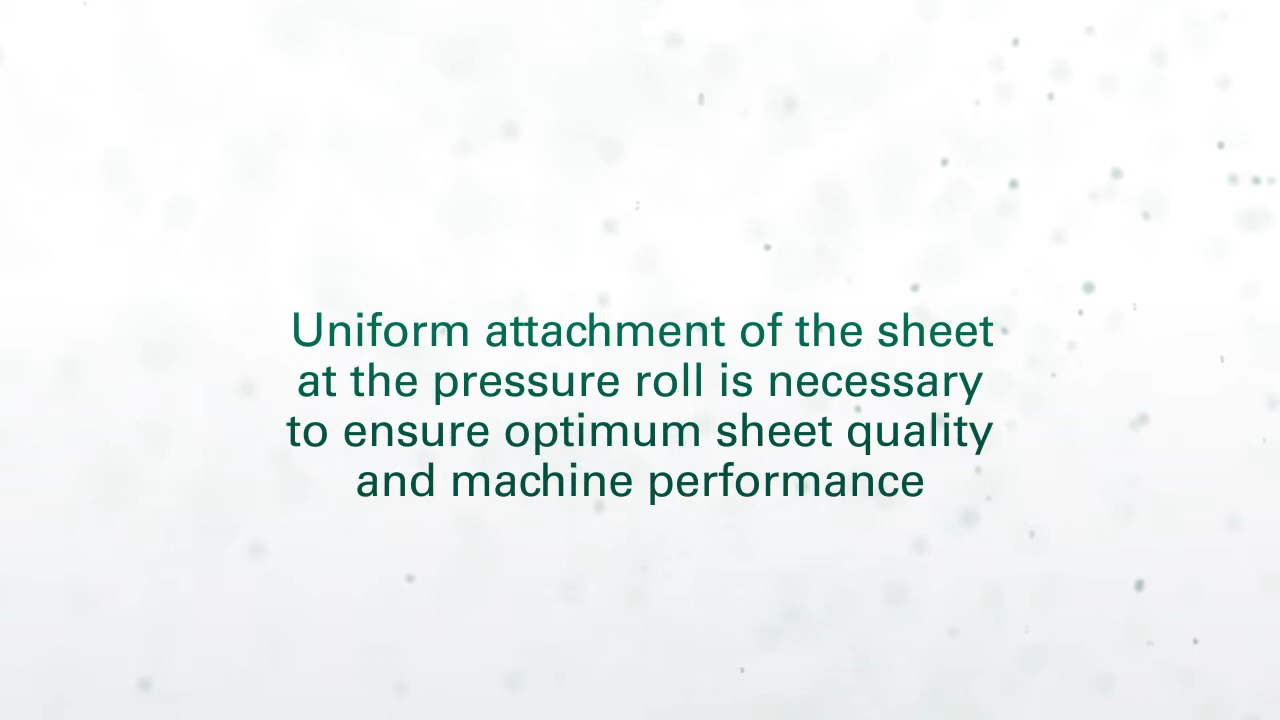 Uniform attachment of the sheet
at the pressure roll is necessary
to ensure optimum sheet quality
and machine performance